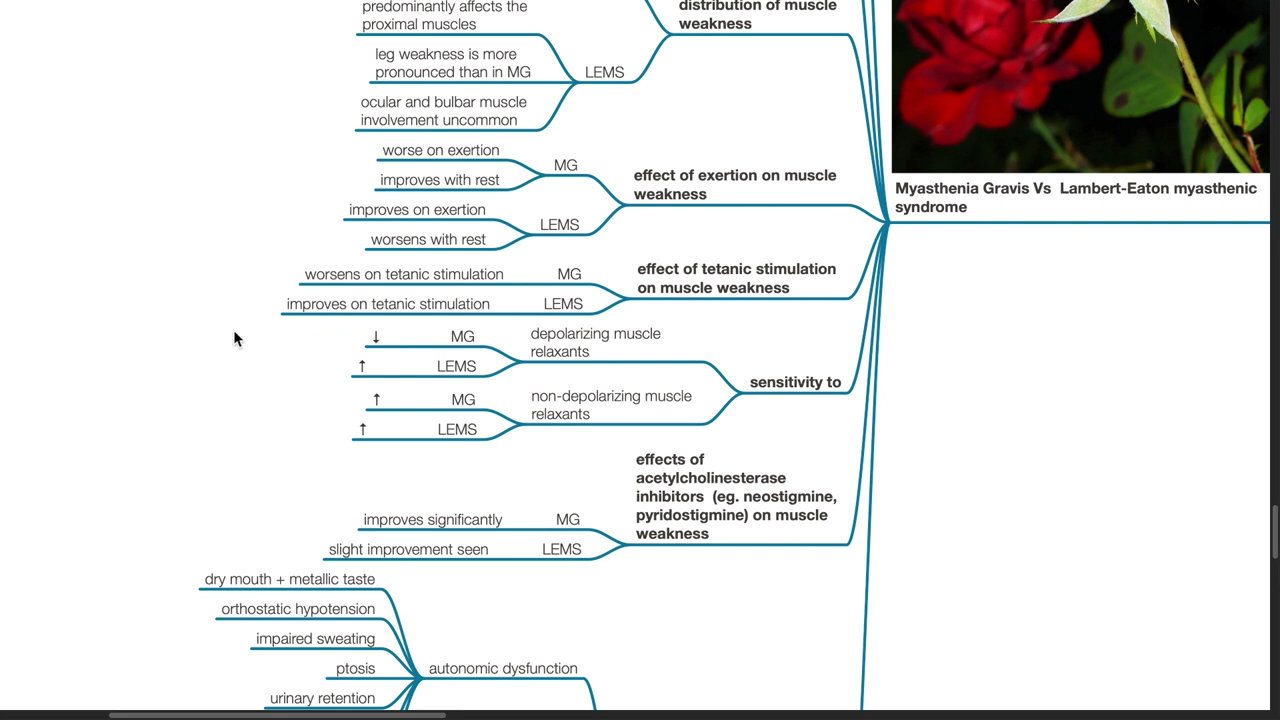 predominantly affects the
proximal muscles
leg weakness is more
pronounced than in MG
ocular and bulbar muscle
involvement uncommon
LEMS
distribution of muscle
weakness
worse on exertion
improves with rest
MG
improves on exertion
worsens with rest
LEMS
effect of exertion on muscle
weakness
Myasthenia Gravis Vs Lambert-Eaton myasthenic
syndrome
worsens on tetanic stimulation MG
improves on tetanic stimulation LEMS
effect of tetanic stimulation
on muscle weakness
↓ MG
↑ LEMS
depolarizing muscle
relaxants
↑ MG
↑ LEMS
non-depolarizing muscle
relaxants
sensitivity to
improves significantly MG
slight improvement seen LEMS
effects of
acetylcholinesterase
inhibitors (eg. neostigmine,
pyridostigmine) on muscle
weakness
dry mouth + metallic taste
orthostatic hypotension
impaired sweating
ptosis
urinary retention
autonomic dysfunction